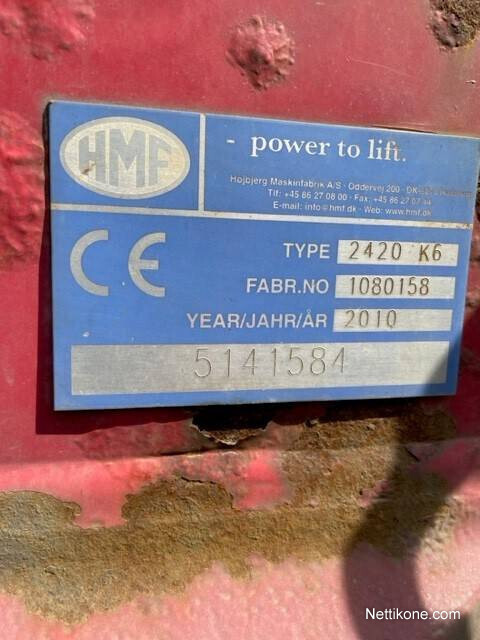 HMF
- power to lift.
Højbjerg Maskinfabrik A/S · Oddervej 200 · DK-
Tlf: +45 86 27 08 00 · Fax: +45 86 27 07 44
E-mail: info@hmf.dk · Web: www.hmf.dk
CE
TYPE 2420 K6
FABR.NO 1080158
YEAR/JAHR/ÅR 2010
5141584
Nettikone.com